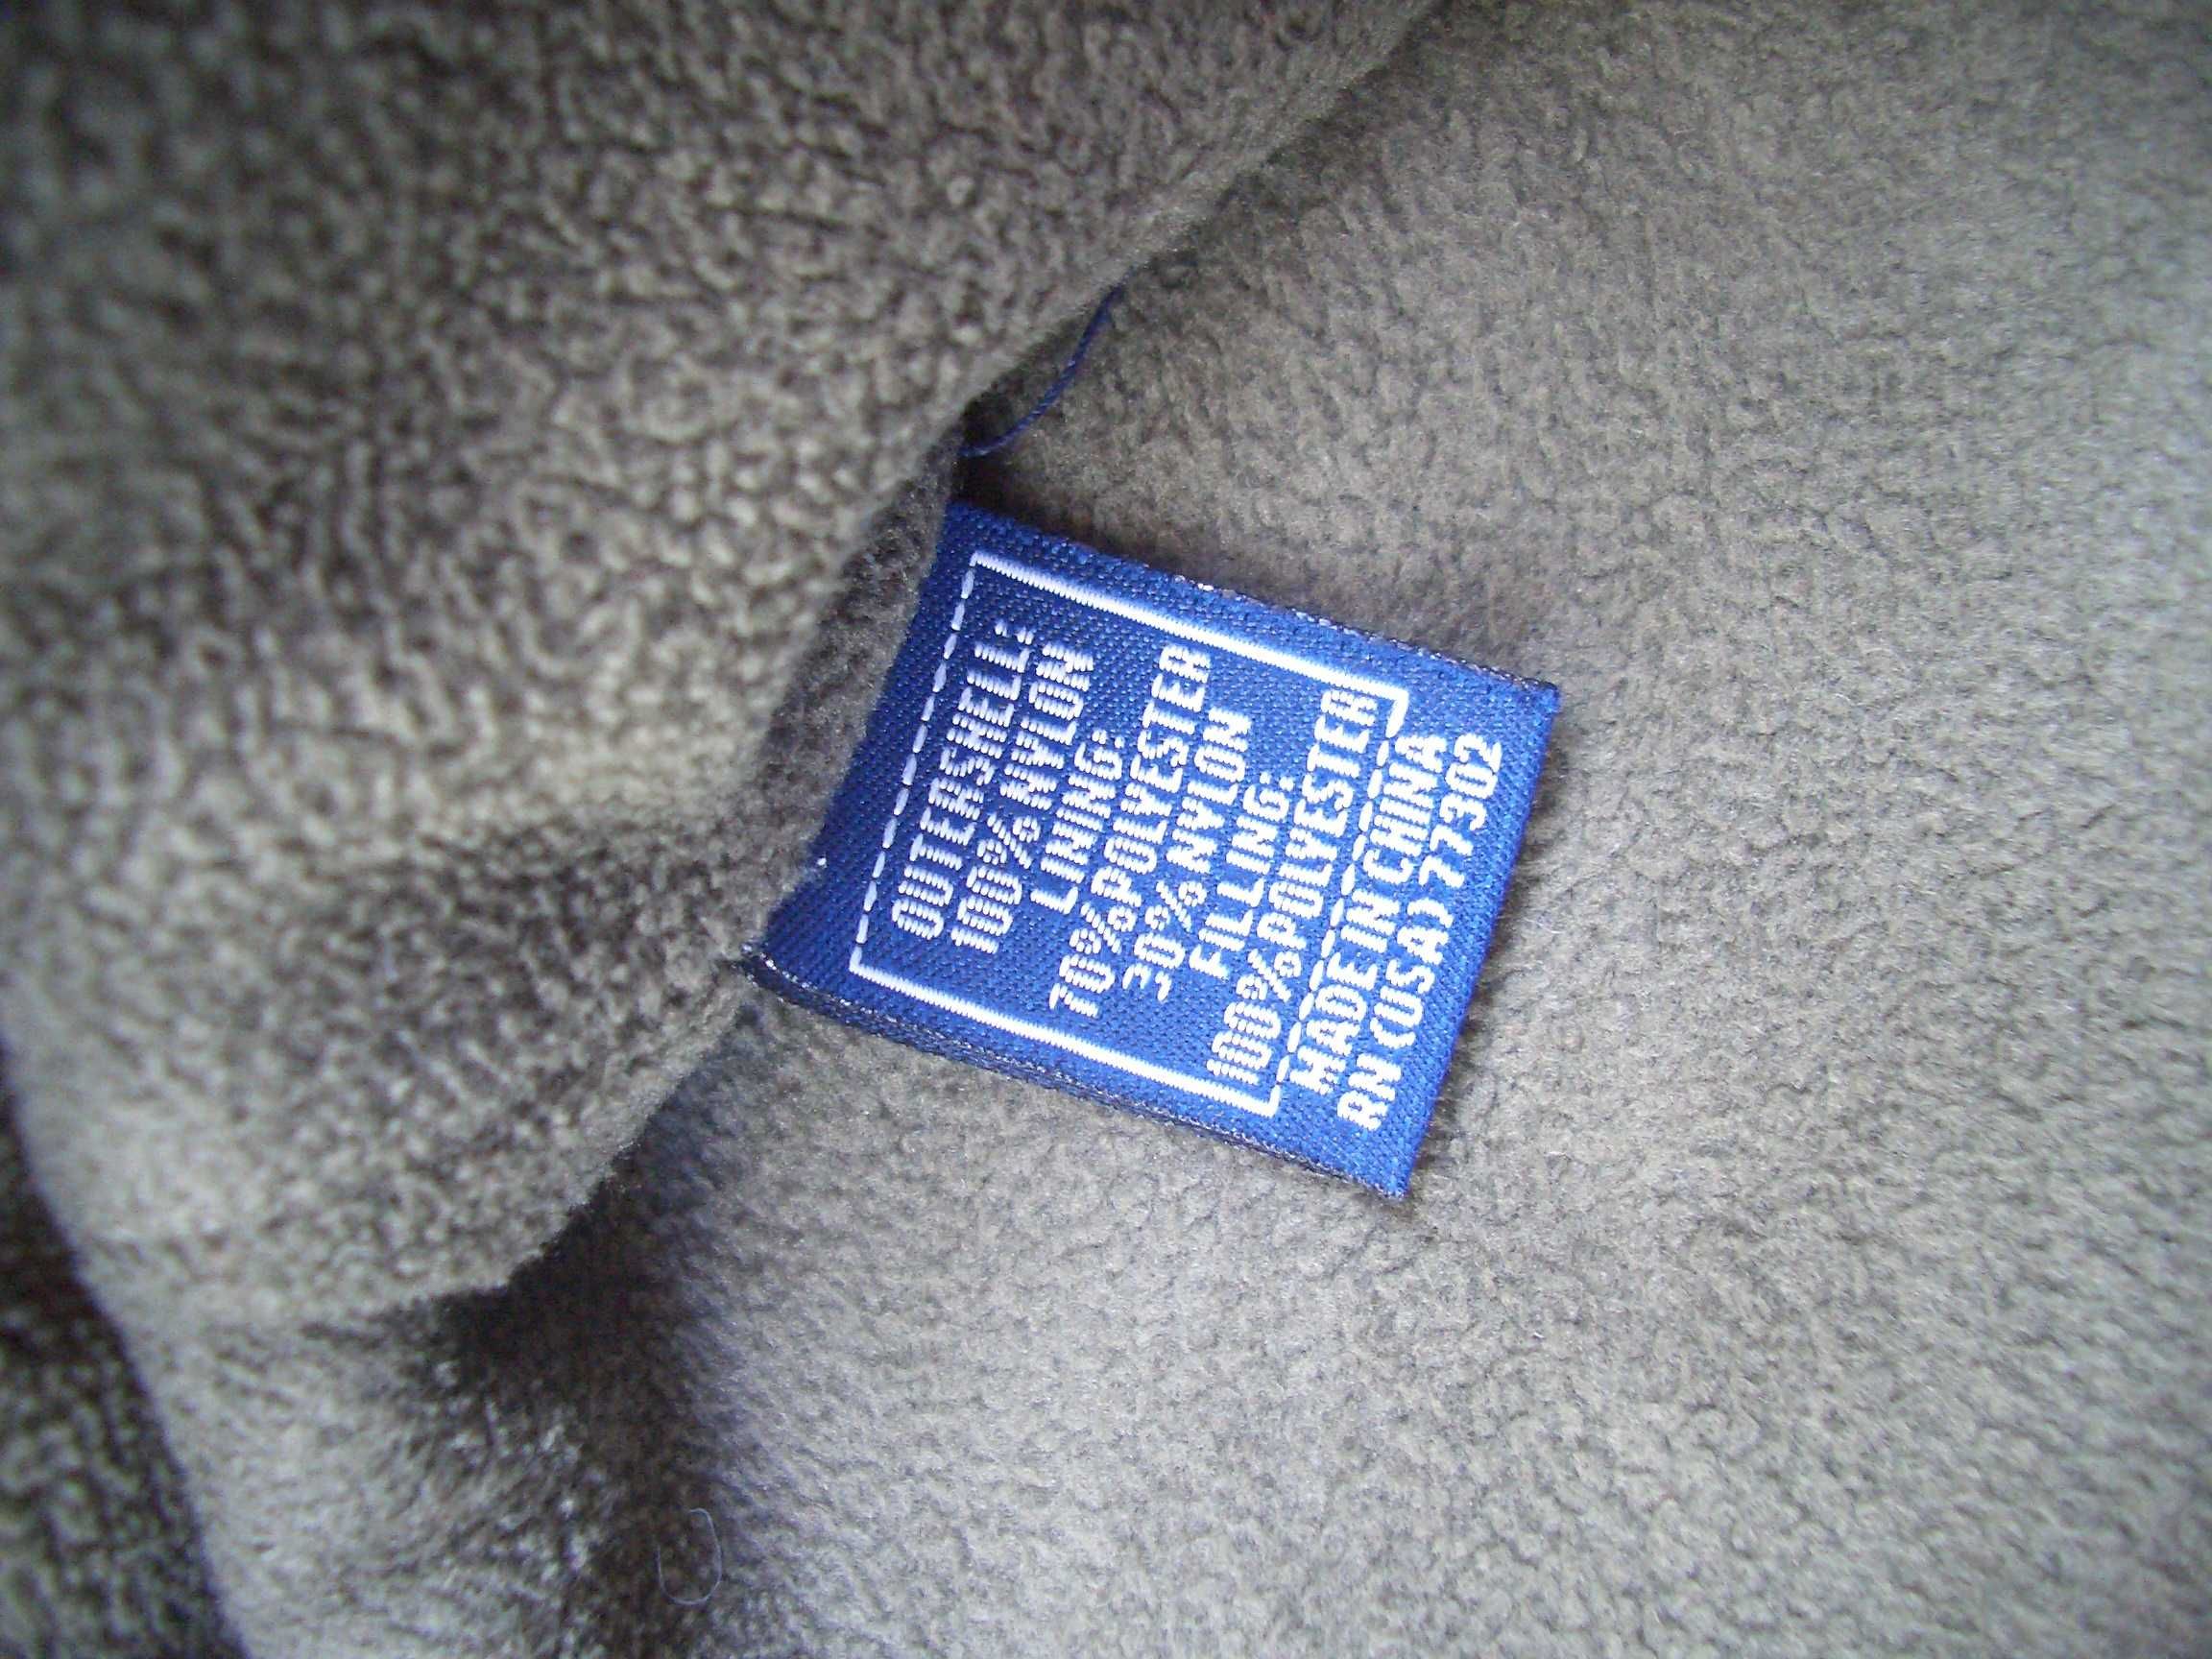 OUTERSHELL:
100% NYLON
LINING:
70%POLYESTER
30% NYLON
FILLING:
100%POLYESTER
MADE IN CHINA
RN (USA) 77302